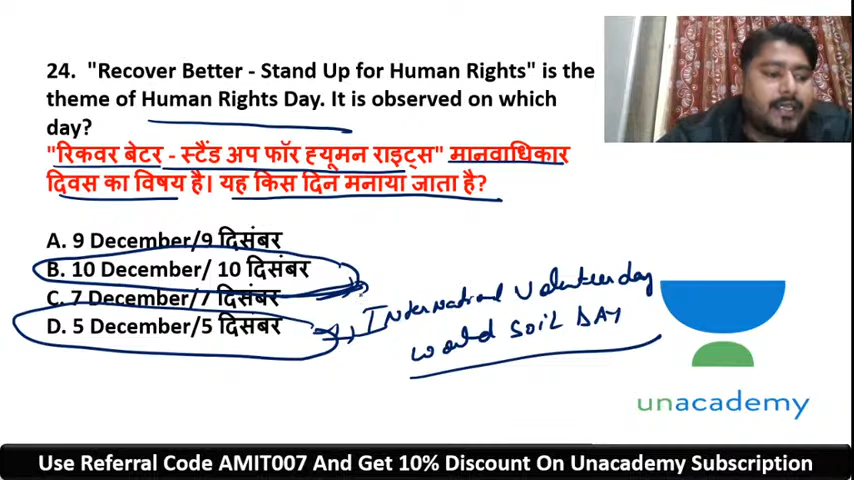 24.  "Recover Better - Stand Up for Human Rights" is the
theme of Human Rights Day. It is observed on which
day?
"रिकवर बेटर - स्टैंड अप फॉर ह्यूमन राइट्स" मानवाधिकार
दिवस का विषय है। यह किस दिन मनाया जाता है?
A. 9 December/9 दिसंबर
B. 10 December/ 10 दिसंबर
C. 7 December/7 दिसंबर
D. 5 December/5 दिसंबर
International Volunteer day
World SOIL DAY
unacademy
Use Referral Code AMIT007 And Get 10% Discount On Unacademy Subscription